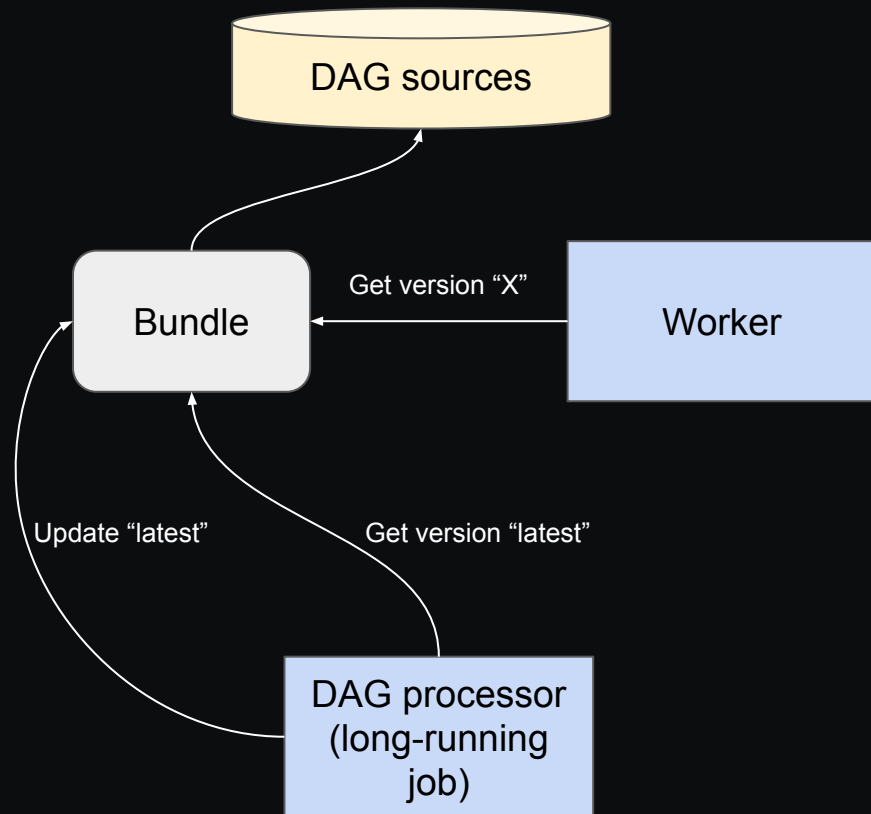 DAG sources
Get version “X”
Bundle
Worker
Update “latest”
Get version “latest”
DAG processor
(long-running
job)